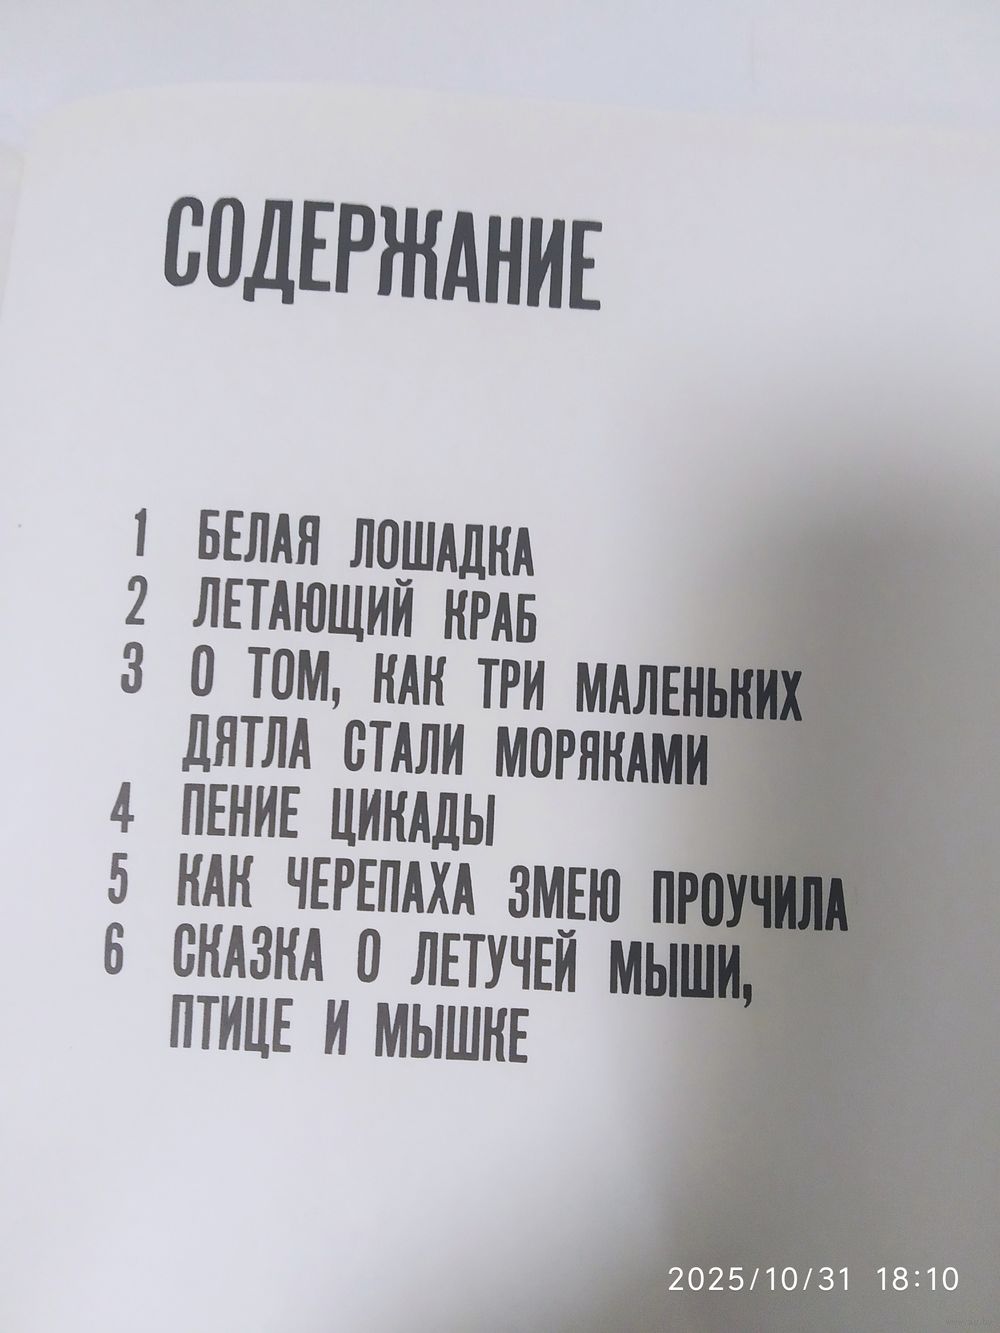 СОДЕРЖАНИЕ
1 БЕЛАЯ ЛОШАДКА
2 ЛЕТАЮЩИЙ КРАБ
3 О ТОМ, КАК ТРИ МАЛЕНЬКИХ
ДЯТЛА СТАЛИ МОРЯКАМИ
4 ПЕНИЕ ЦИКАДЫ
5 КАК ЧЕРЕПАХА ЗМЕЮ ПРОУЧИЛА
6 СКАЗКА О ЛЕТУЧЕЙ МЫШИ,
ПТИЦЕ И МЫШКЕ
2025/10/31 18:10